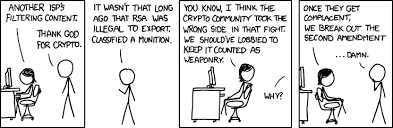 ANOTHER ISP'S
FILTERING CONTENT.
THANK GOD
FOR CRYPTO.
IT WASN'T THAT LONG
AGO THAT RSA WAS
ILLEGAL TO EXPORT.
CLASSIFIED A MUNITION.
YOU KNOW, I THINK THE
CRYPTO COMMUNITY TOOK THE
WRONG SIDE IN THAT FIGHT.
WE SHOULD'VE LOBBIED TO
KEEP IT COUNTED AS
WEAPONRY.
WHY?
ONCE THEY GET
COMPLACENT,
WE BREAK OUT THE
SECOND AMENDMENT
...DAMN.